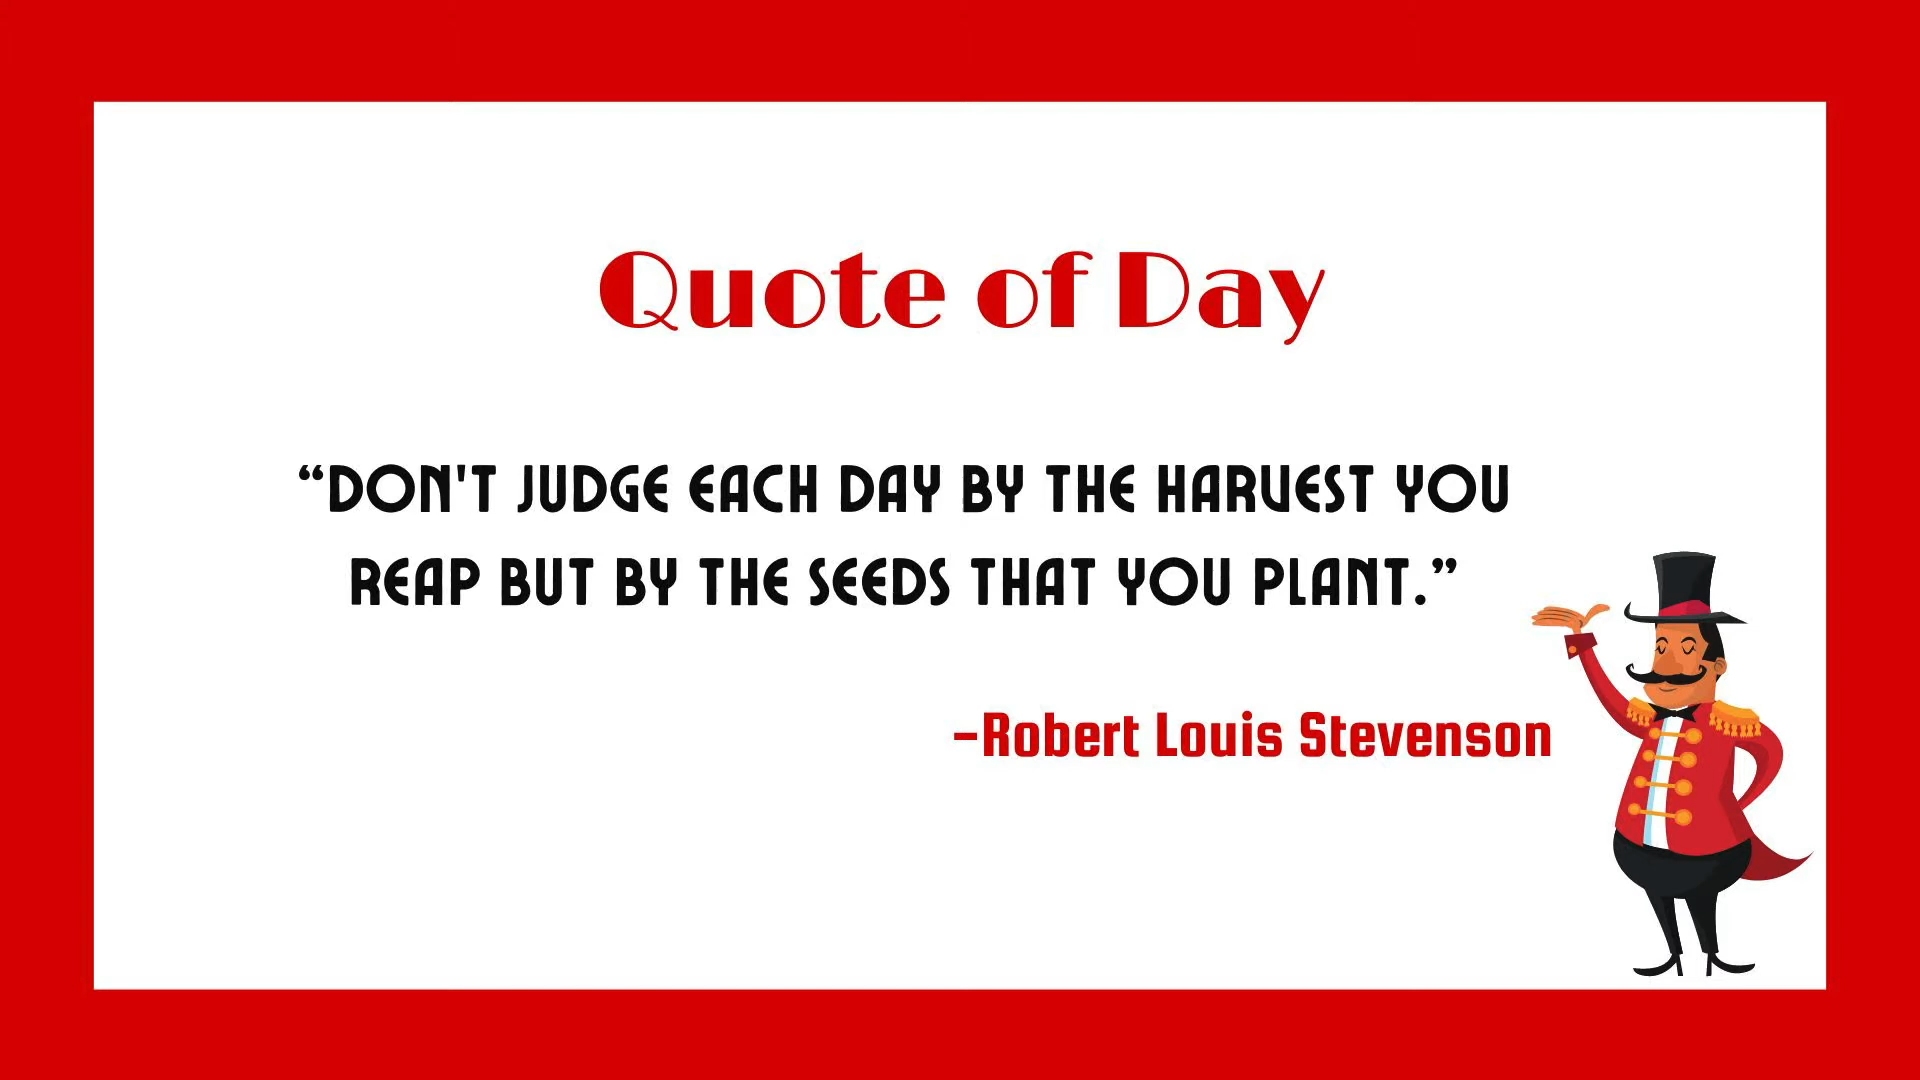 Quote of Day
“DON'T JUDGE EACH DAY BY THE HARVEST YOU
REAP BUT BY THE SEEDS THAT YOU PLANT.”
-Robert Louis Stevenson